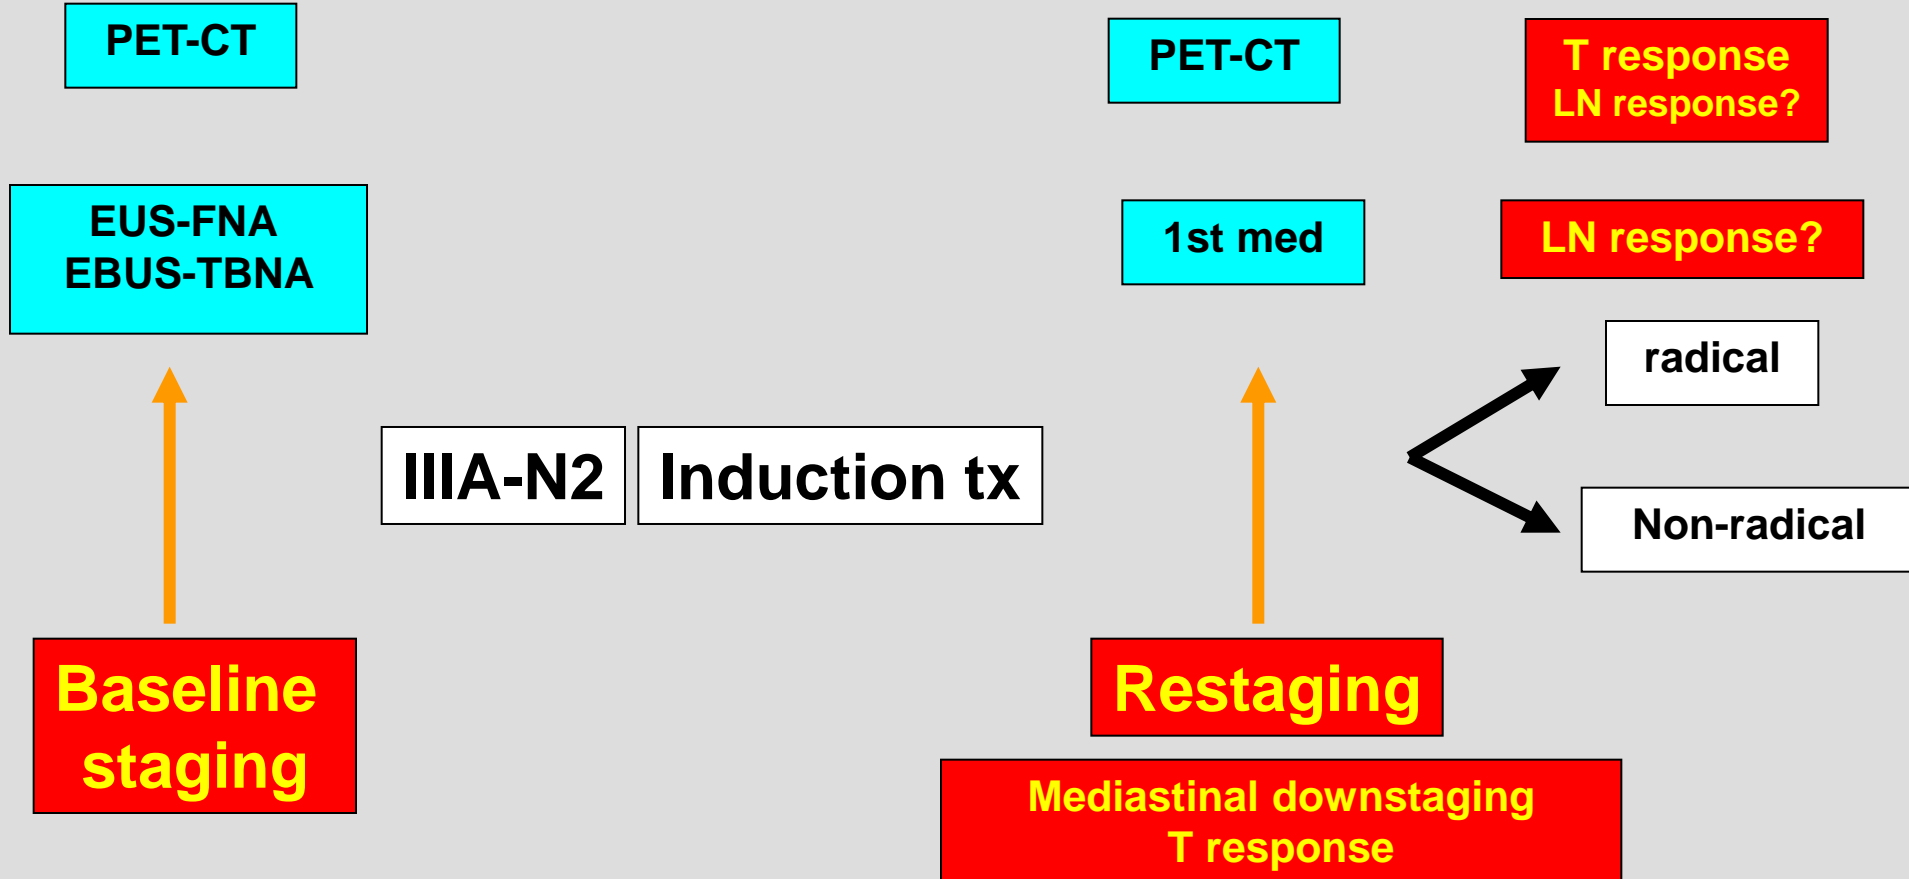 PET-CT
EUS-FNA
EBUS-TBNA
IIIA-N2
Induction tx
Baseline
staging
PET-CT
1st med
T response
LN response?
LN response?
radical
Non-radical
Restaging
Mediastinal downstaging
T response